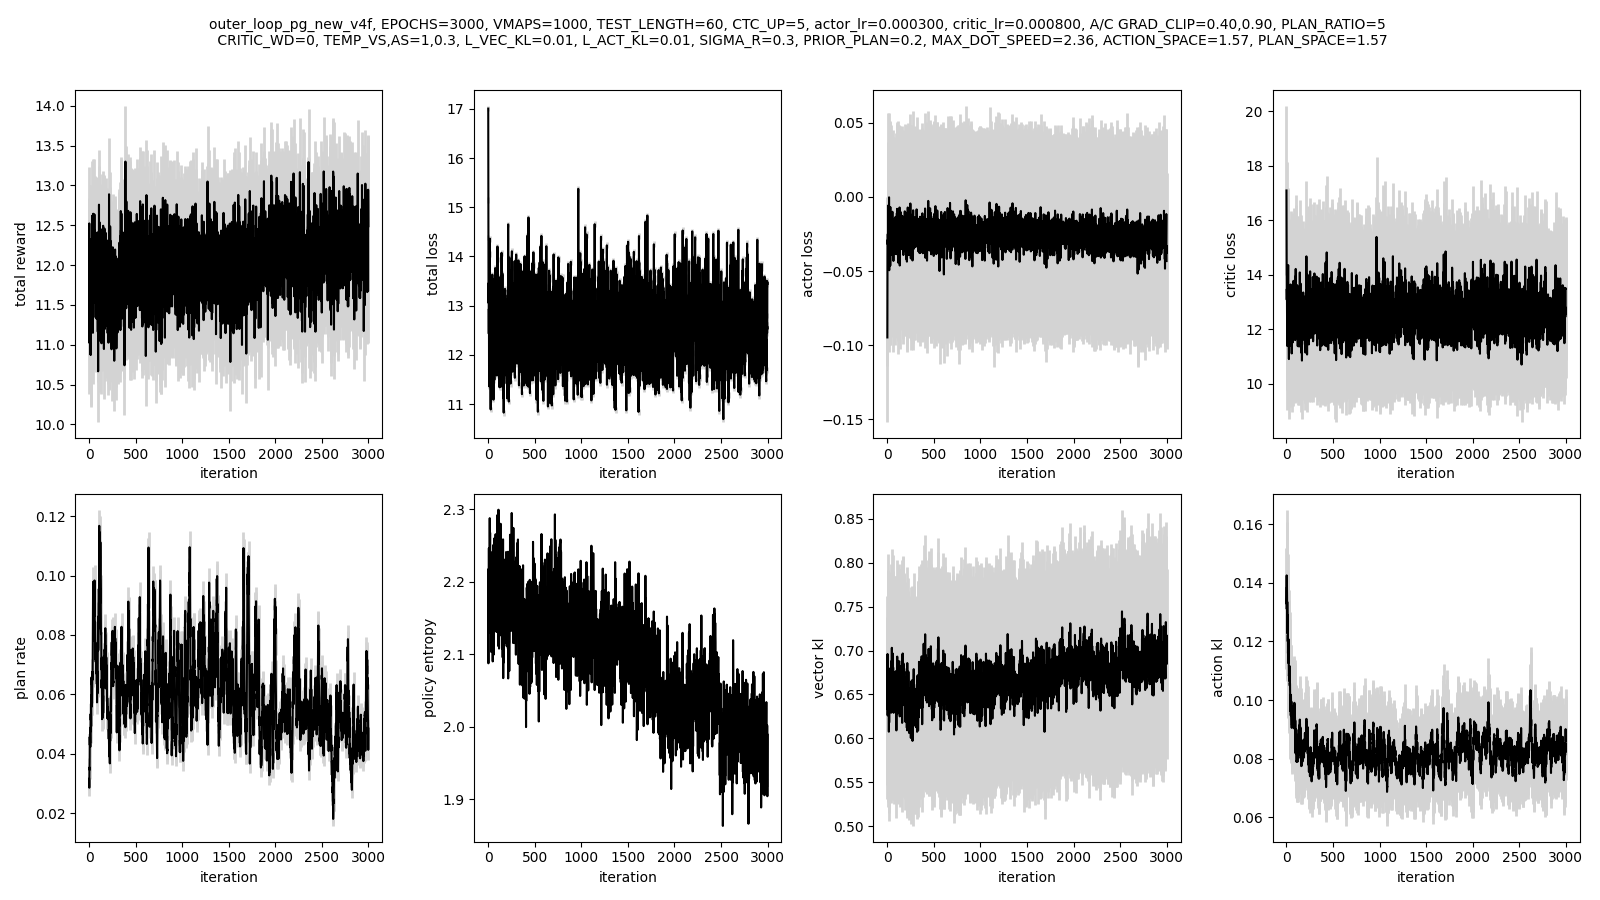 outer_loop_pg_new_v4f, EPOCHS=3000, VMAPS=1000, TEST_LENGTH=60, CTC_UP=5, actor_lr=0.000300, critic_lr=0.000800, A/C GRAD_CLIP=0.40,0.90, PLAN_RATIO=5
CRITIC_WD=0, TEMP_VS,AS=1,0.3, L_VEC_KL=0.01, L_ACT_KL=0.01, SIGMA_R=0.3, PRIOR_PLAN=0.2, MAX_DOT_SPEED=2.36, ACTION_SPACE=1.57, PLAN_SPACE=1.57
14.0
13.5
13.0
12.5
12.0
11.5
11.0
10.5
10.0
total reward
0 500 1000 1500 2000 2500 3000
iteration
17
16
15
14
13
12
11
total loss
0 500 1000 1500 2000 2500 3000
iteration
0.05
0.00
−0.05
−0.10
−0.15
actor loss
0 500 1000 1500 2000 2500 3000
iteration
20
18
16
14
12
10
critic loss
0 500 1000 1500 2000 2500 3000
iteration
0.12
0.10
0.08
0.06
0.04
0.02
plan rate
0 500 1000 1500 2000 2500 3000
iteration
2.3
2.2
2.1
2.0
1.9
policy entropy
0 500 1000 1500 2000 2500 3000
iteration
0.85
0.80
0.75
0.70
0.65
0.60
0.55
0.50
vector kl
0 500 1000 1500 2000 2500 3000
iteration
0.16
0.14
0.12
0.10
0.08
0.06
action kl
0 500 1000 1500 2000 2500 3000
iteration